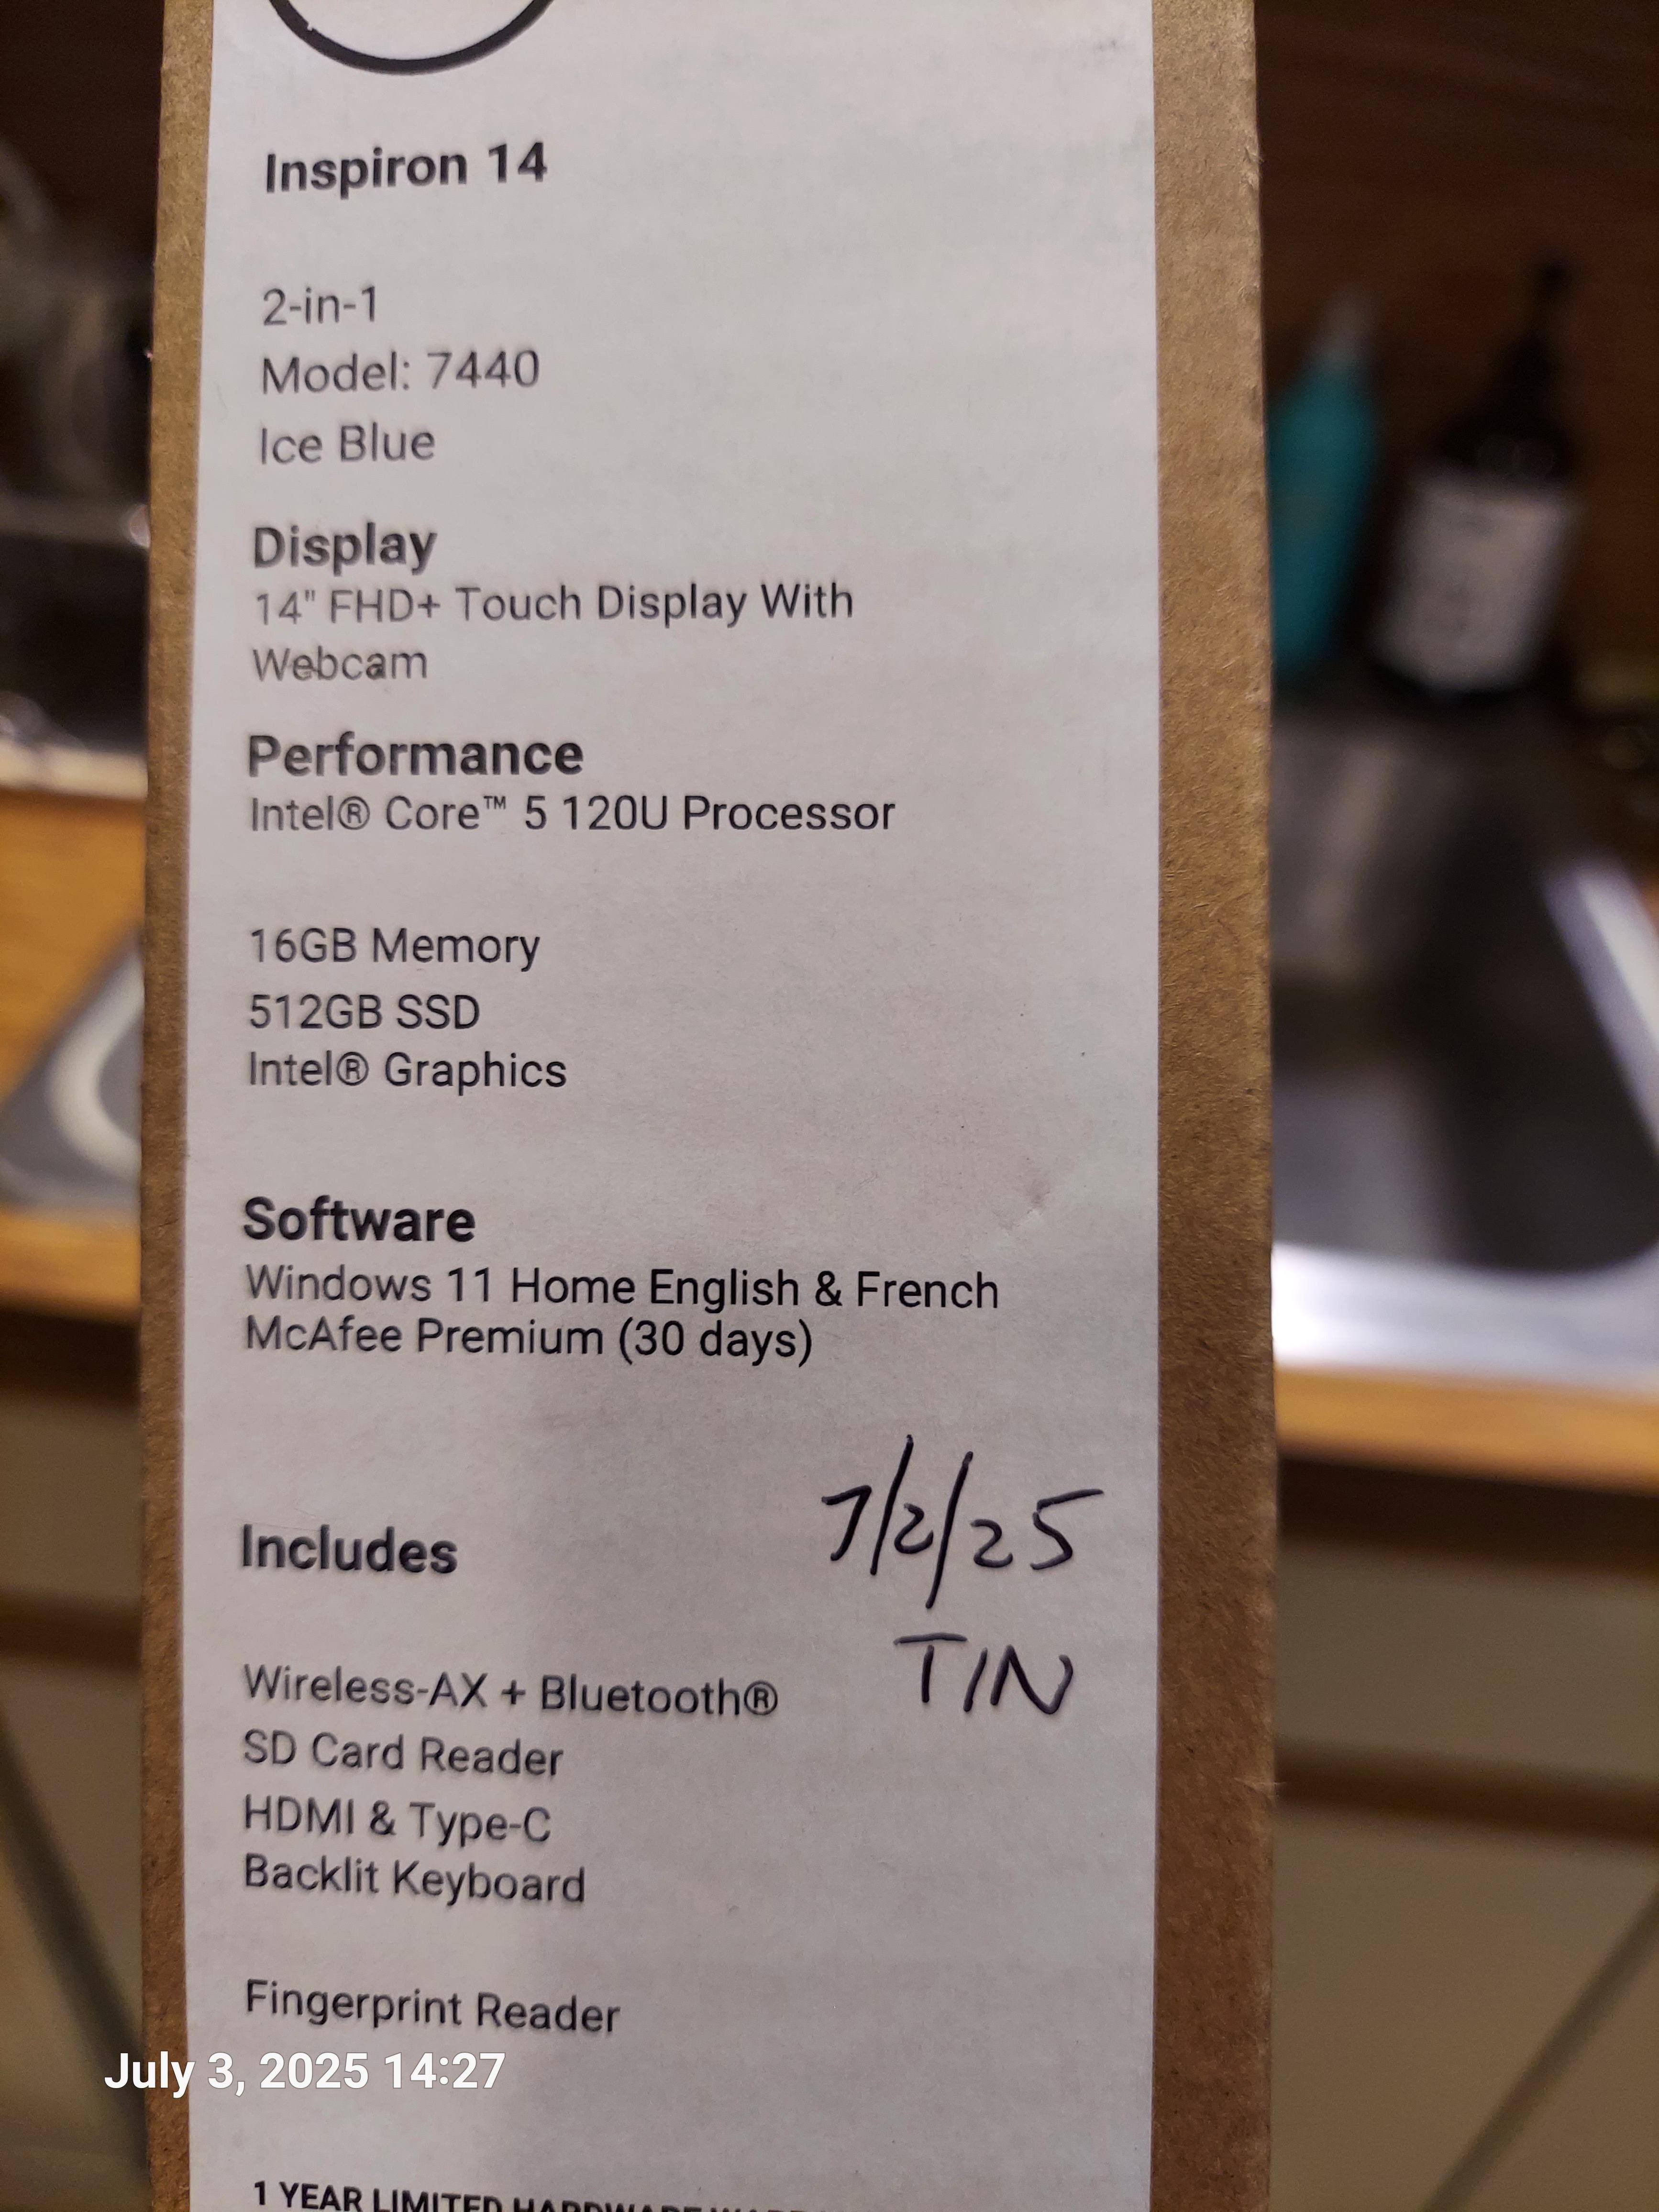 Inspiron 14
2-in-1
Model: 7440
Ice Blue
Display
14" FHD+ Touch Display With
Webcam
Performance
Intel® Core™ 5 120U Processor
16GB Memory
512GB SSD
Intel® Graphics
Software
Windows 11 Home English & French
McAfee Premium (30 days)
7/2/25
Includes
TIN
Wireless-AX + Bluetooth®
SD Card Reader
HDMI & Type-C
Backlit Keyboard
Fingerprint Reader
July 3, 2025 14:27
1 YEAR LIMITED HARDWARE